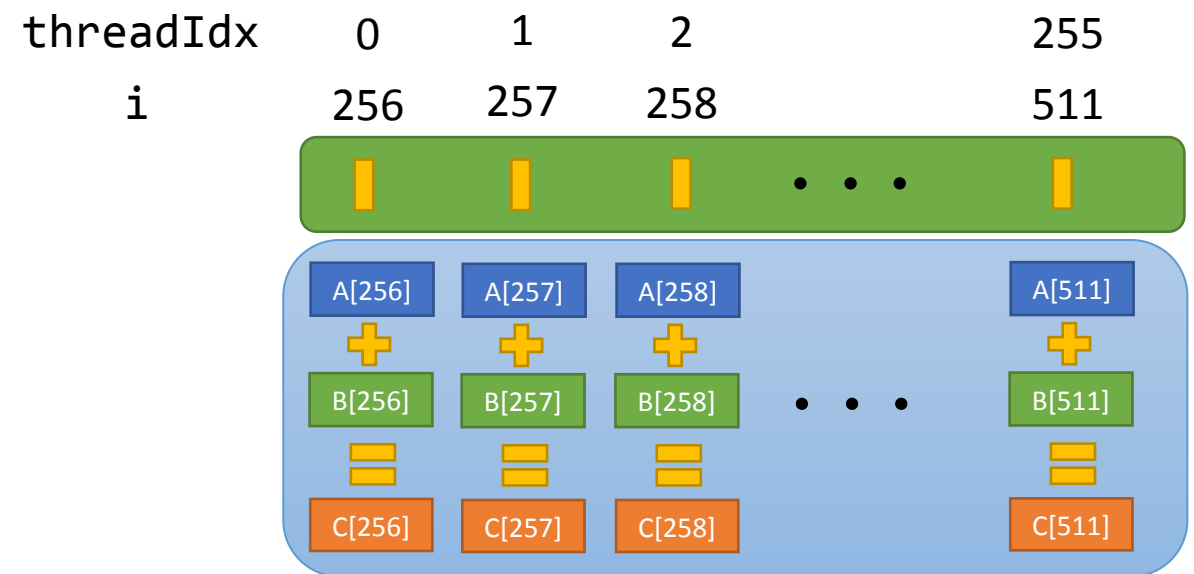 threadIdx 0 1 2 255
i 256 257 258 511
A[256] A[257] A[258] A[511]
B[256] B[257] B[258] B[511]
C[256] C[257] C[258] C[511]